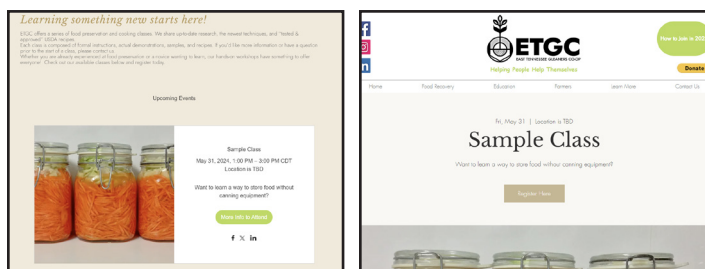 Learning something new starts here!
ETGC offers a series of food preservation and cooking classes. We share up-to-date research, the newest techniques, and "tested & approved" USDA recipes.
Each class is composed of formal instructions, actual demonstrations, samples, and recipes. If you'd like more information or have a question prior to the start of a class, please contact us.
Whether you are already experienced at food preservation or a novice wanting to learn, our hands-on workshops have something to offer everyone! Check out our available classes below and register today.
Upcoming Events
Sample Class
May 31, 2024, 1:00 PM – 3:00 PM CDT
Location is TBD
Want to learn a way to store food without
canning equipment?
More Info to Attend
ETGC
EAST TENNESSEE GLEANERS CO-OP
Helping People Help Themselves
How to Join in 202
Donate
Home Food Recovery Education Partners Learn More Contact Us
Fri, May 31 | Location is TBD
Sample Class
Want to learn a way to store food without canning equipment?
Register Here